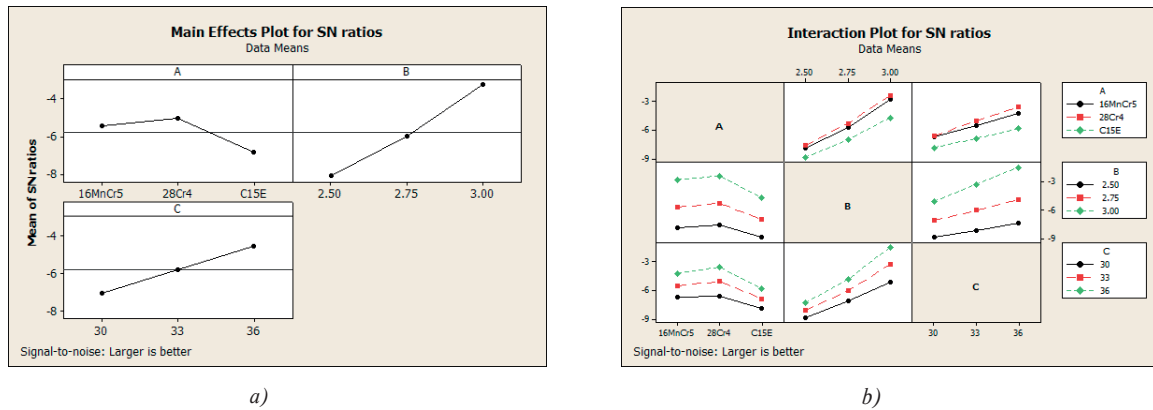 Main Effects Plot for SN ratios
Data Means
A B
Mean of SN ratios
-4
-6
-8
16MnCr5 28Cr4 C15E 2.50 2.75 3.00
C
-4
-6
-8
30 33 36
Signal-to-noise: Larger is better
a)
Interaction Plot for SN ratios
Data Means
2.50 2.75 3.00
-3
-6
-9
A
A
16MnCr5
28Cr4
C15E
B
-3
-6
-9
B
2.50
2.75
3.00
-3
-6
-9
C
C
30
33
36
16MnCr5 28Cr4 C15E 30 33 36
Signal-to-noise: Larger is better
b)